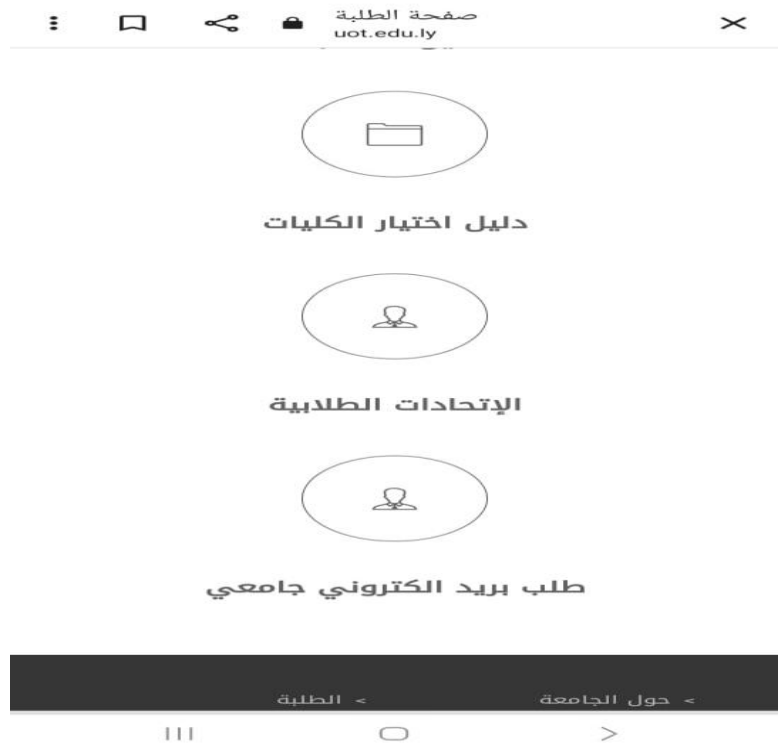 صفحة الطلبة
uot.edu.ly
دليل اختيار الكليات
الإتحادات الطلابية
طلب بريد الكتروني جامعي
> حول الجامعة
> الطلبة